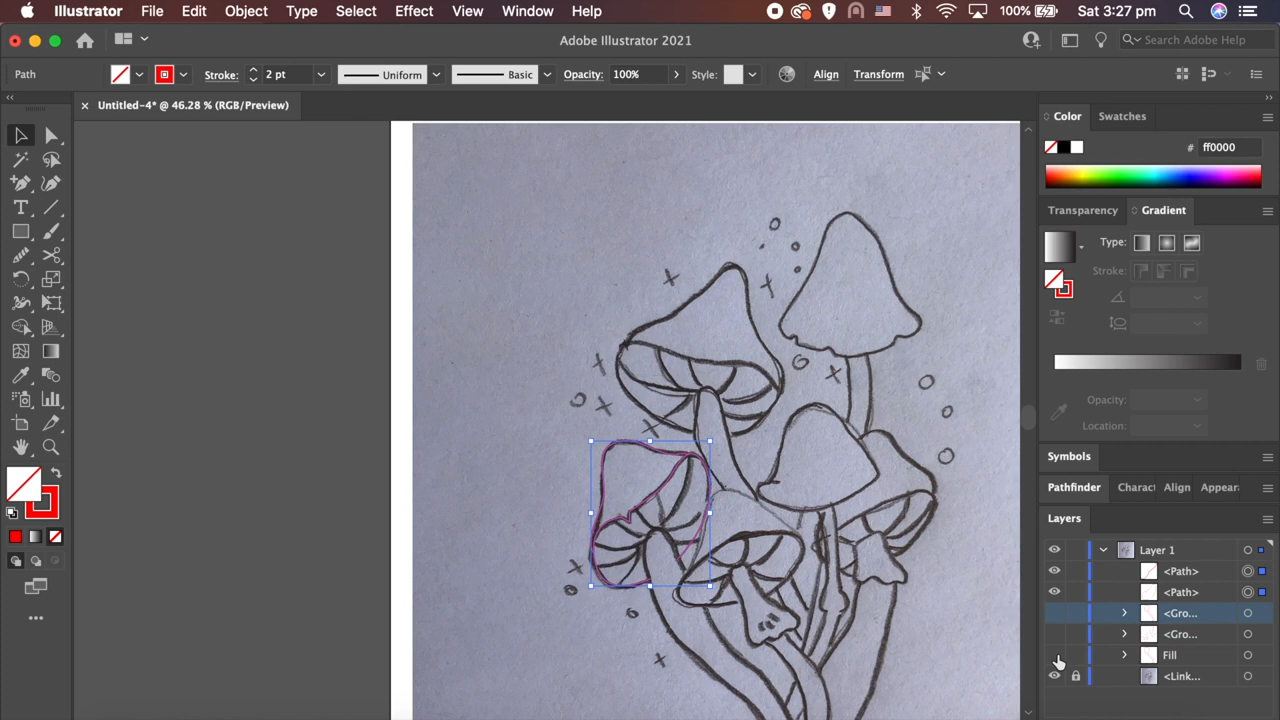 Illustrator File Edit Object Type Select Effect View Window Help 100% Sat 3:27 pm
Adobe Illustrator 2021
Search Adobe Help
Path Stroke: 2 pt Uniform Basic Opacity: 100% Style: Align Transform
× Untitled-4* @ 46.28 % (RGB/Preview)
Color Swatches
# ff0000
Transparency Gradient
Type:
Stroke:
Opacity:
Location:
Symbols
Pathfinder Charac Align Appear
Layers
Layer 1
<Path>
<Path>
<Gro...
<Gro...
Fill
<Link...